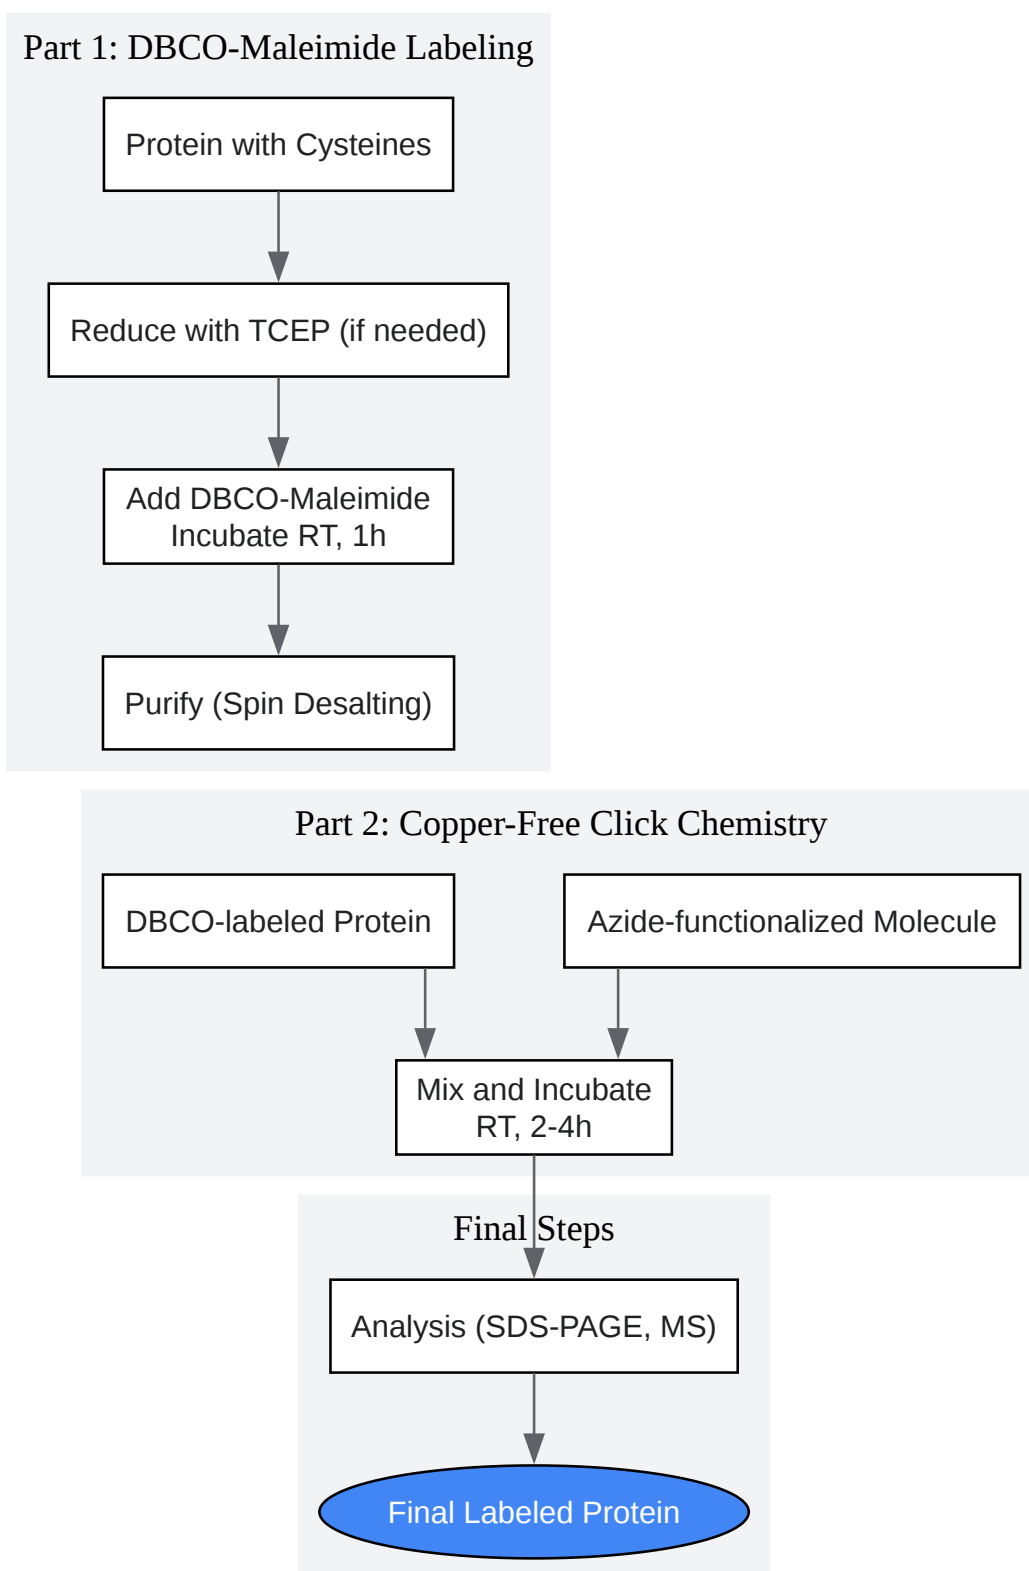 Part 1: DBCO-Maleimide Labeling
Protein with Cysteines
Reduce with TCEP (if needed)
Add DBCO-Maleimide
Incubate RT, 1h
Purify (Spin Desalting)
Part 2: Copper-Free Click Chemistry
DBCO-labeled Protein
Azide-functionalized Molecule
Mix and Incubate
RT, 2-4h
Final Steps
Analysis (SDS-PAGE, MS)
Final Labeled Protein